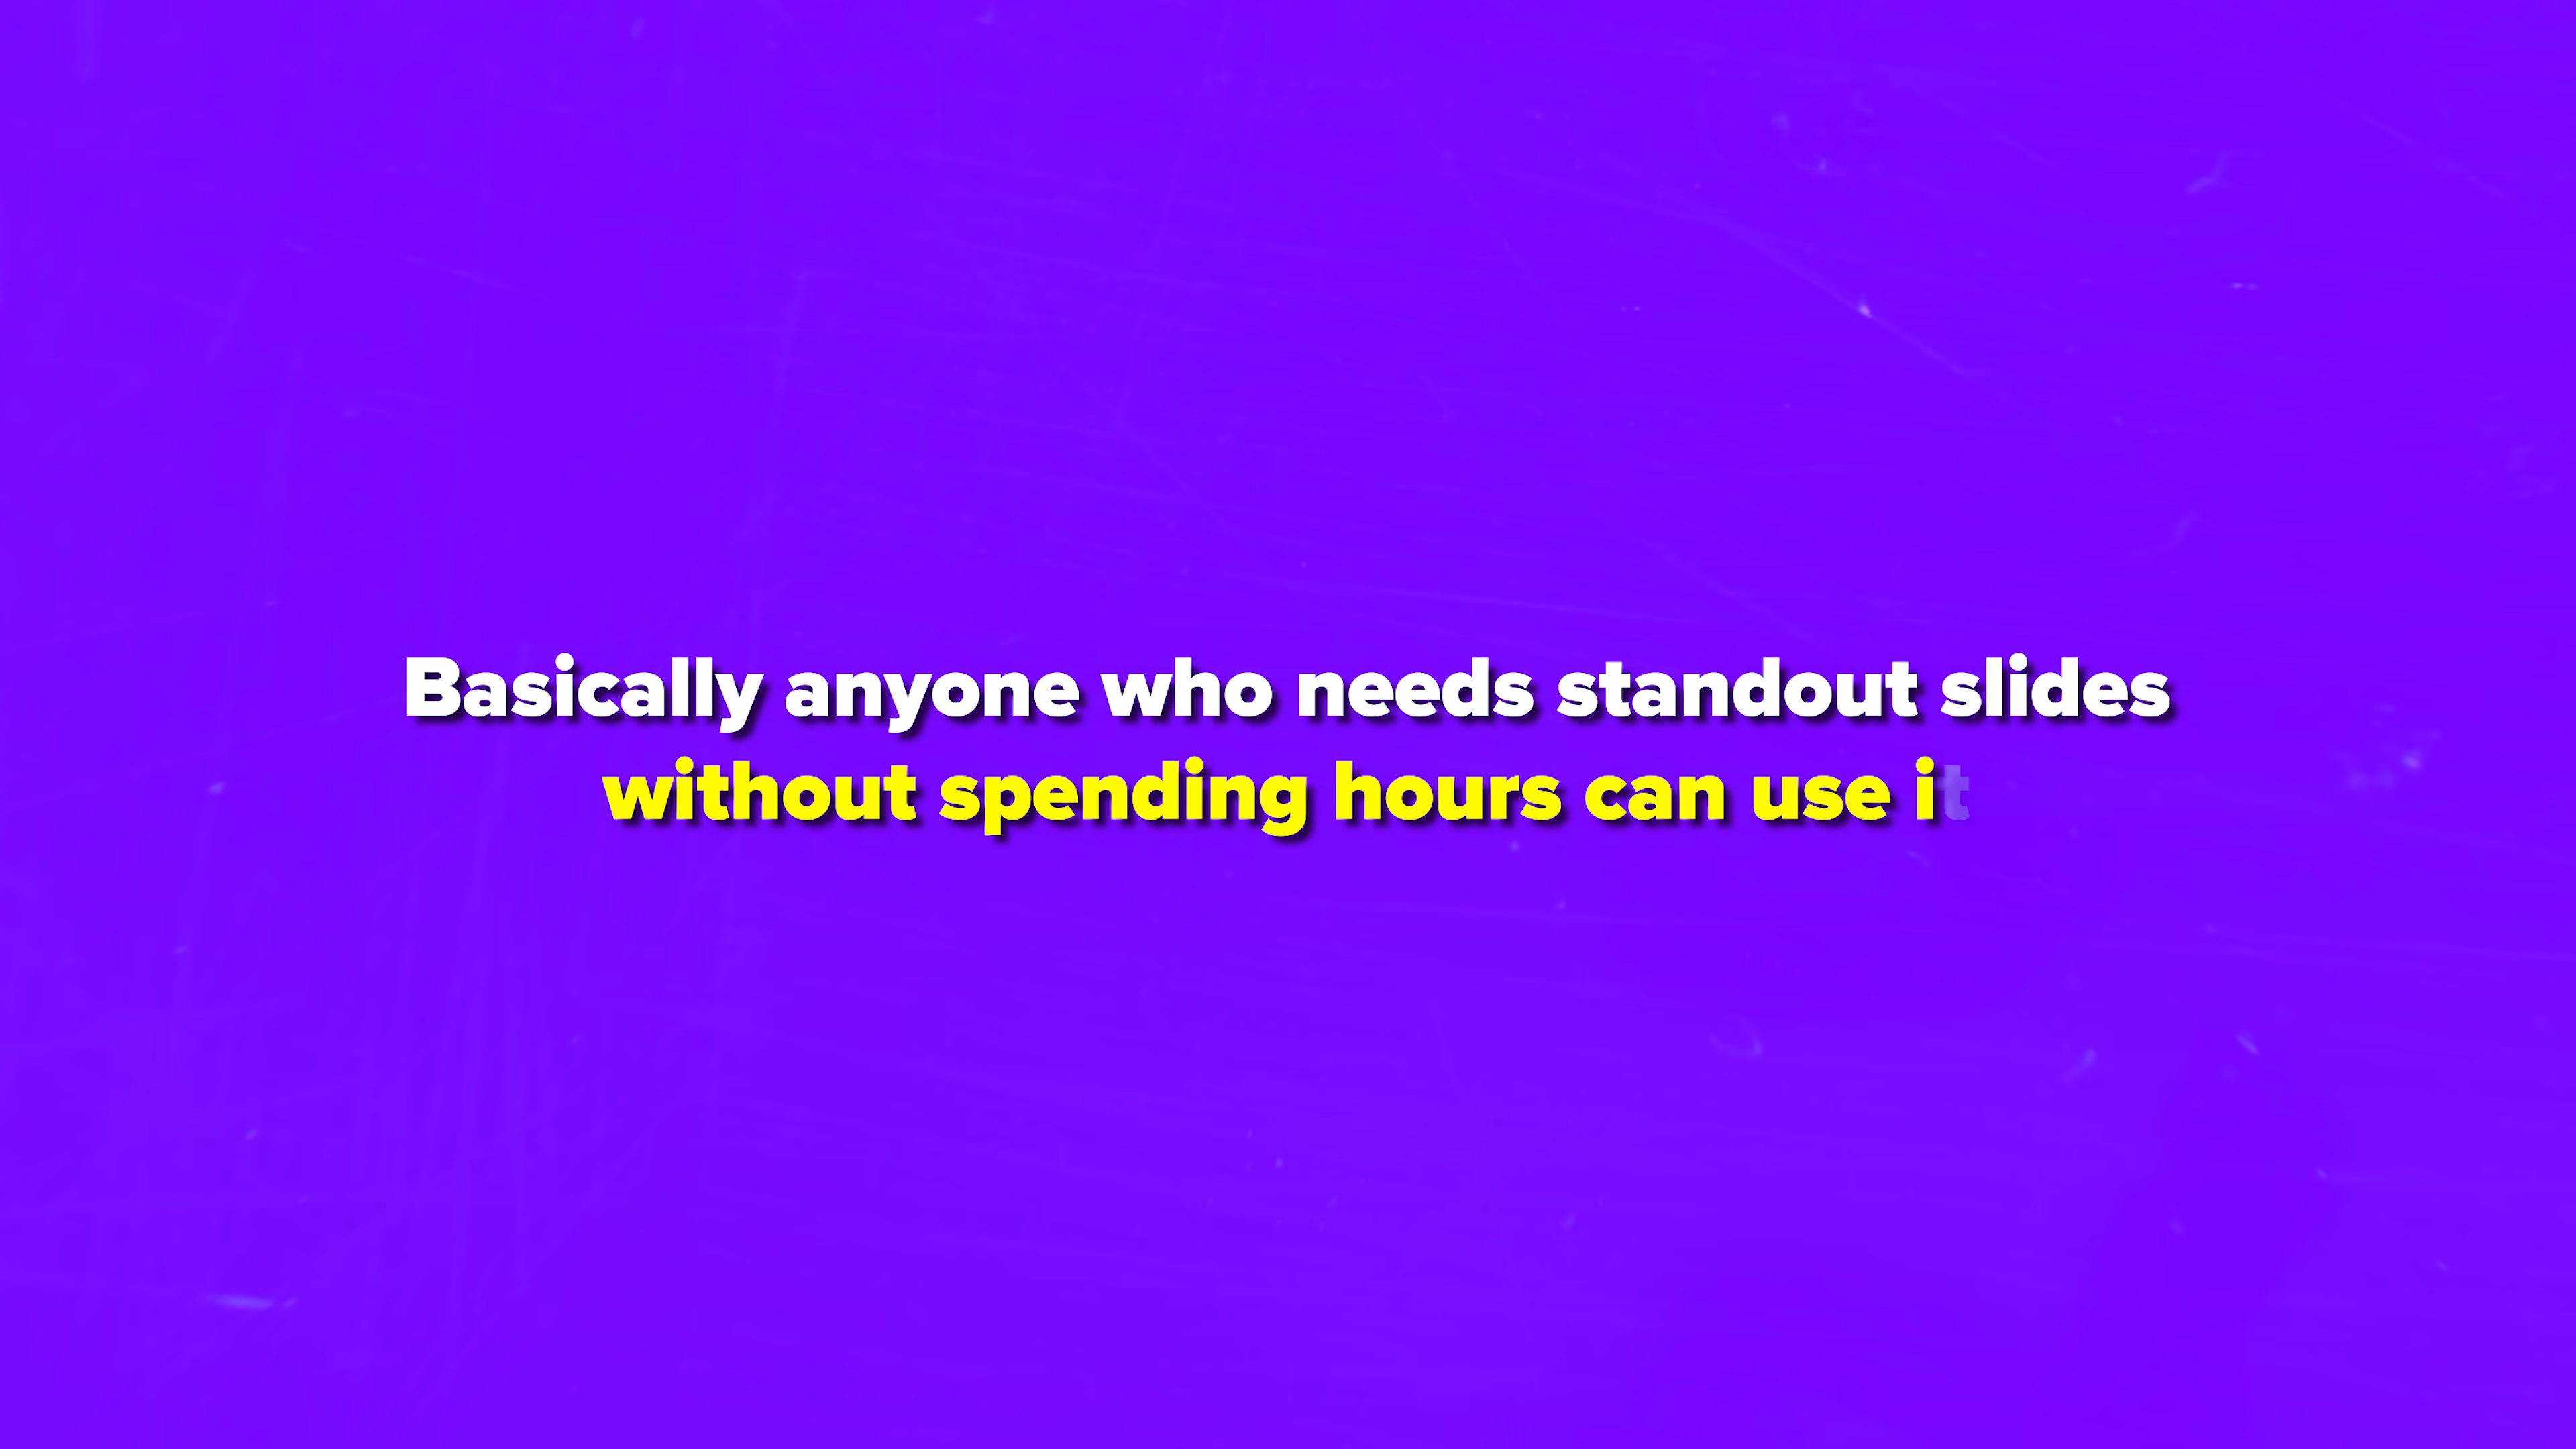 Basically anyone who needs standout slides
without spending hours can use it